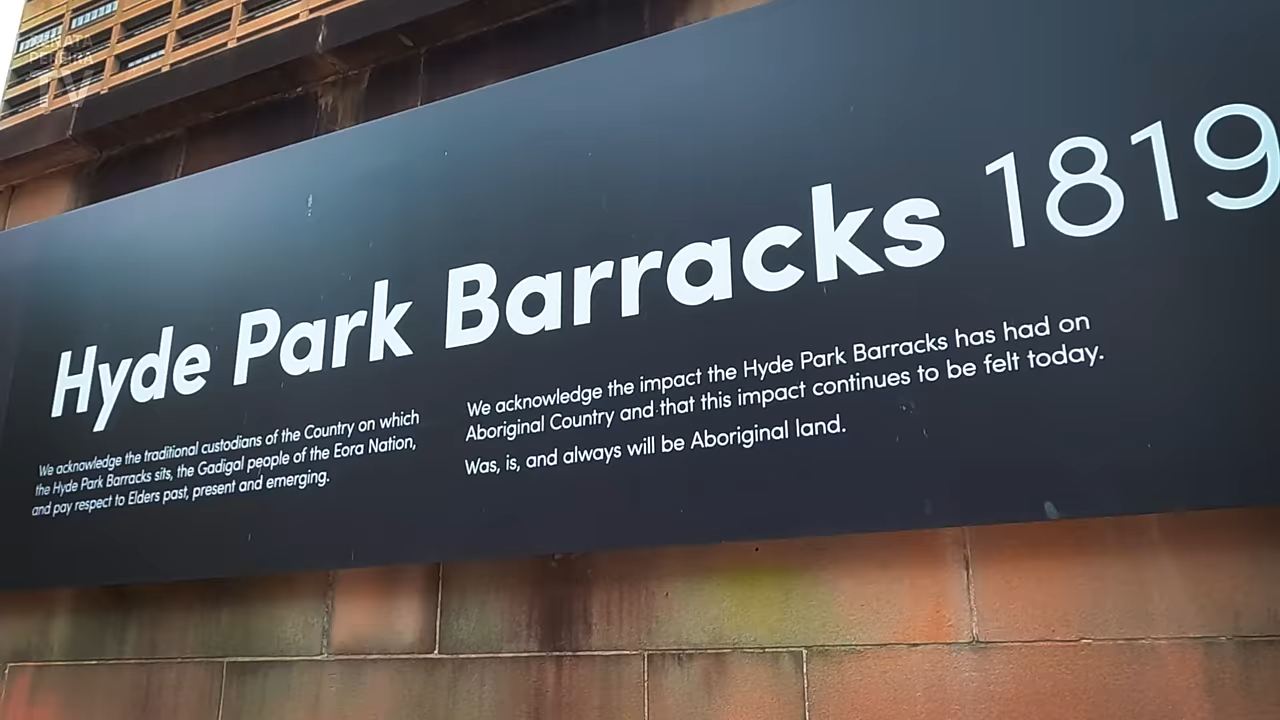 RENATA
PEREIRA
TV
Hyde Park Barracks 1819
We acknowledge the traditional custodians of the Country on which
the Hyde Park Barracks sits, the Gadigal people of the Eora Nation,
and pay respect to Elders past, present and emerging.
We acknowledge the impact the Hyde Park Barracks has had on
Aboriginal Country and that this impact continues to be felt today.
Was, is, and always will be Aboriginal land.